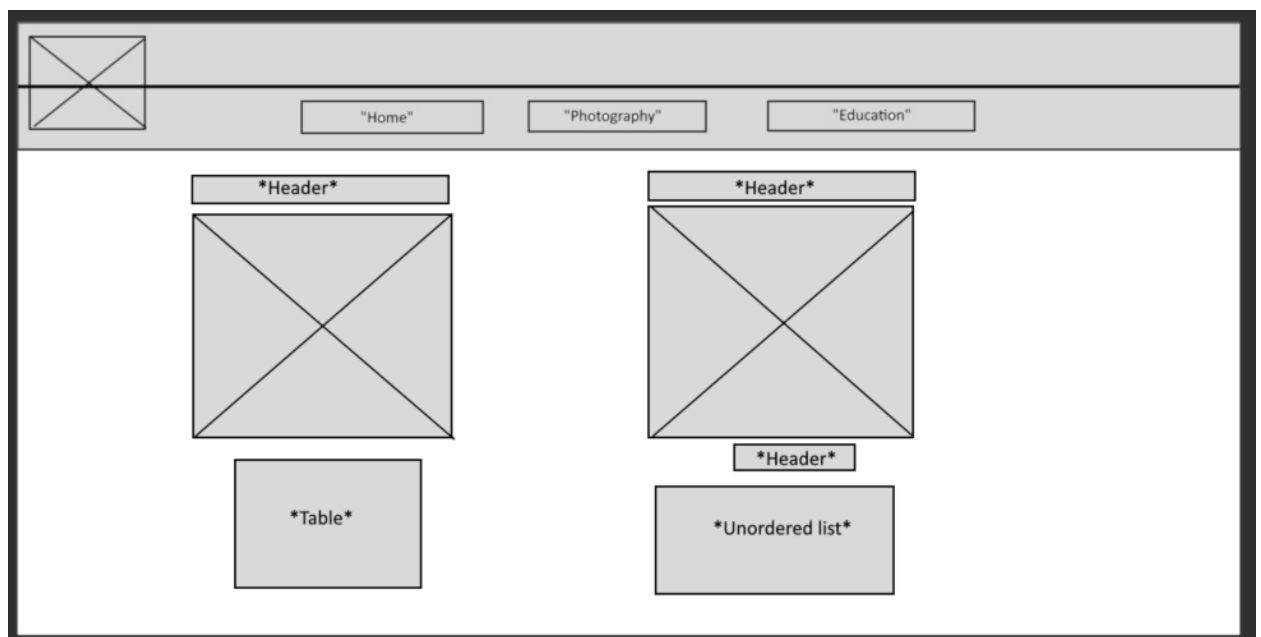 "Home"
"Photography"
"Education"
*Header*
*Header*
*Header*
*Table*
*Unordered list*